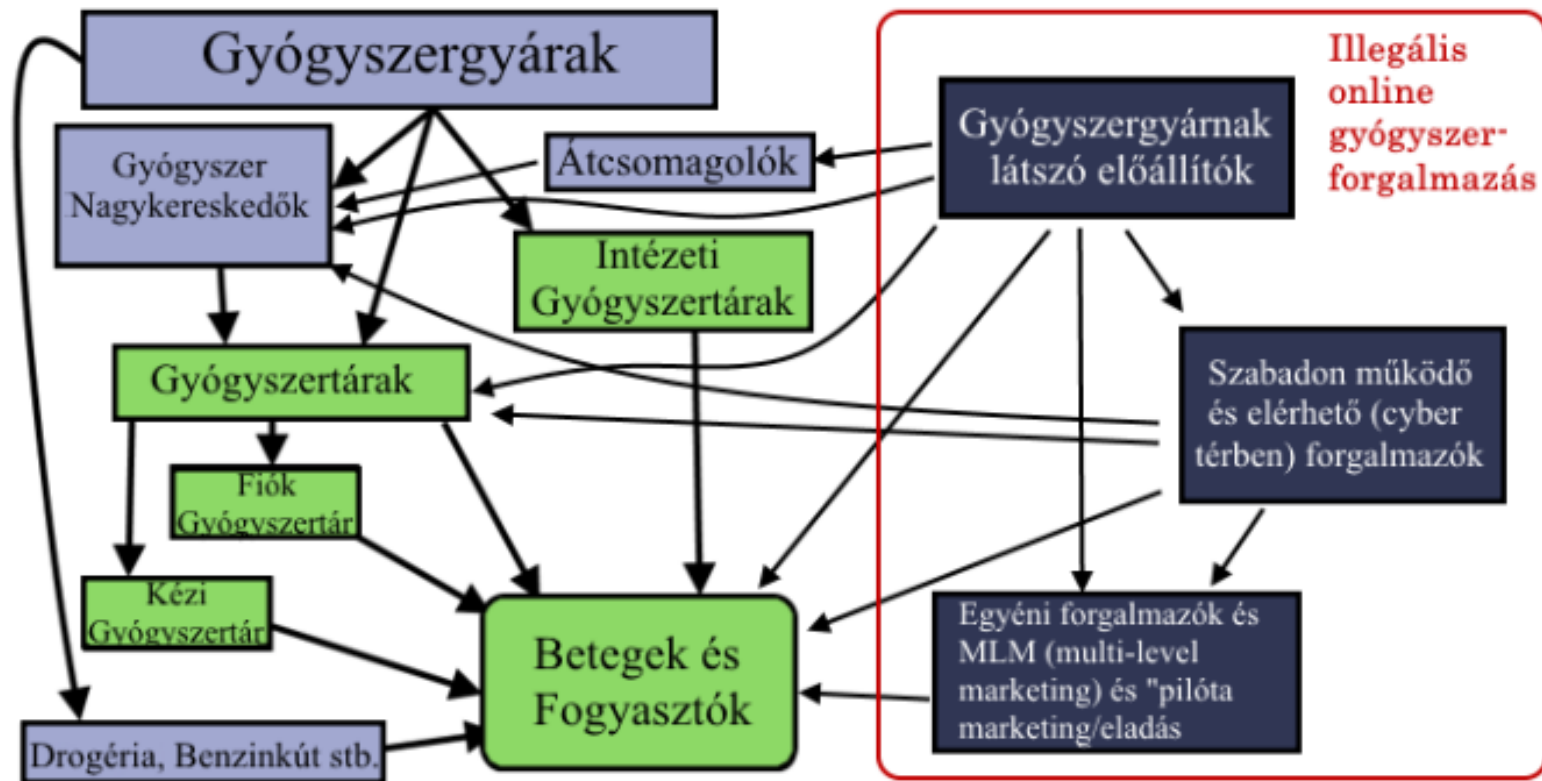 Gyógyszergyárak
Illegális
online
gyógyszer-
forgalmazás
Gyógyszergyárnak
látszó előállítók
Gyógyszer
Nagykereskedők
Átcsomagolók
Intézeti
Gyógyszertárak
Gyógyszertárak
Szabadon működő
és elérhető (cyber
térben) forgalmazók
Fiók
Gyógyszertár
Kézi
Gyógyszertár
Betegek és
Fogyasztók
Egyéni forgalmazók és
MLM (multi-level
marketing) és "pilóta
marketing/eladás
Drogéria, Benzinkút stb.